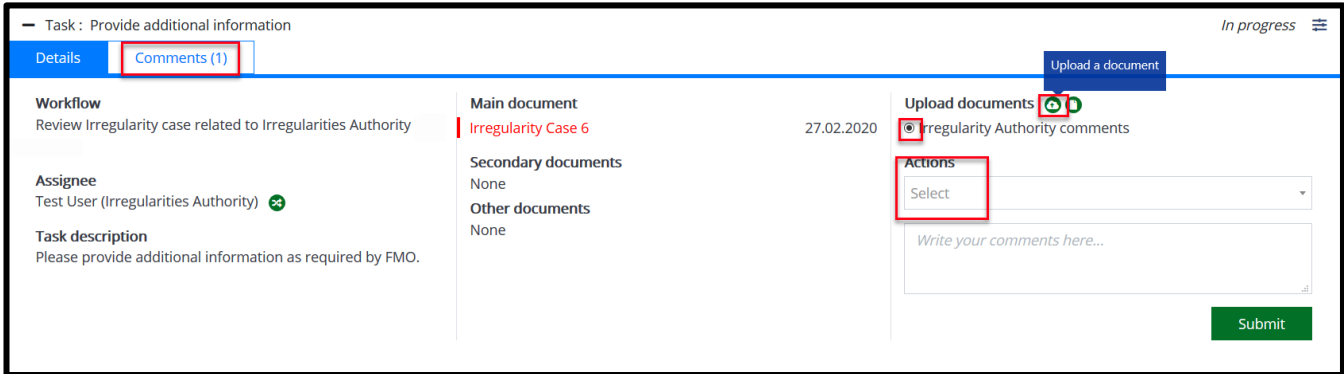 Task : Provide additional information
In progress
Details
Comments (1)
Upload a document
Workflow
Review Irregularity case related to Irregularities Authority
Assignee
Test User (Irregularities Authority)
Task description
Please provide additional information as required by FMO.
Main document
Irregularity Case 6 27.02.2020
Secondary documents
None
Other documents
None
Upload documents
Irregularity Authority comments
Actions
Select
Write your comments here...
Submit